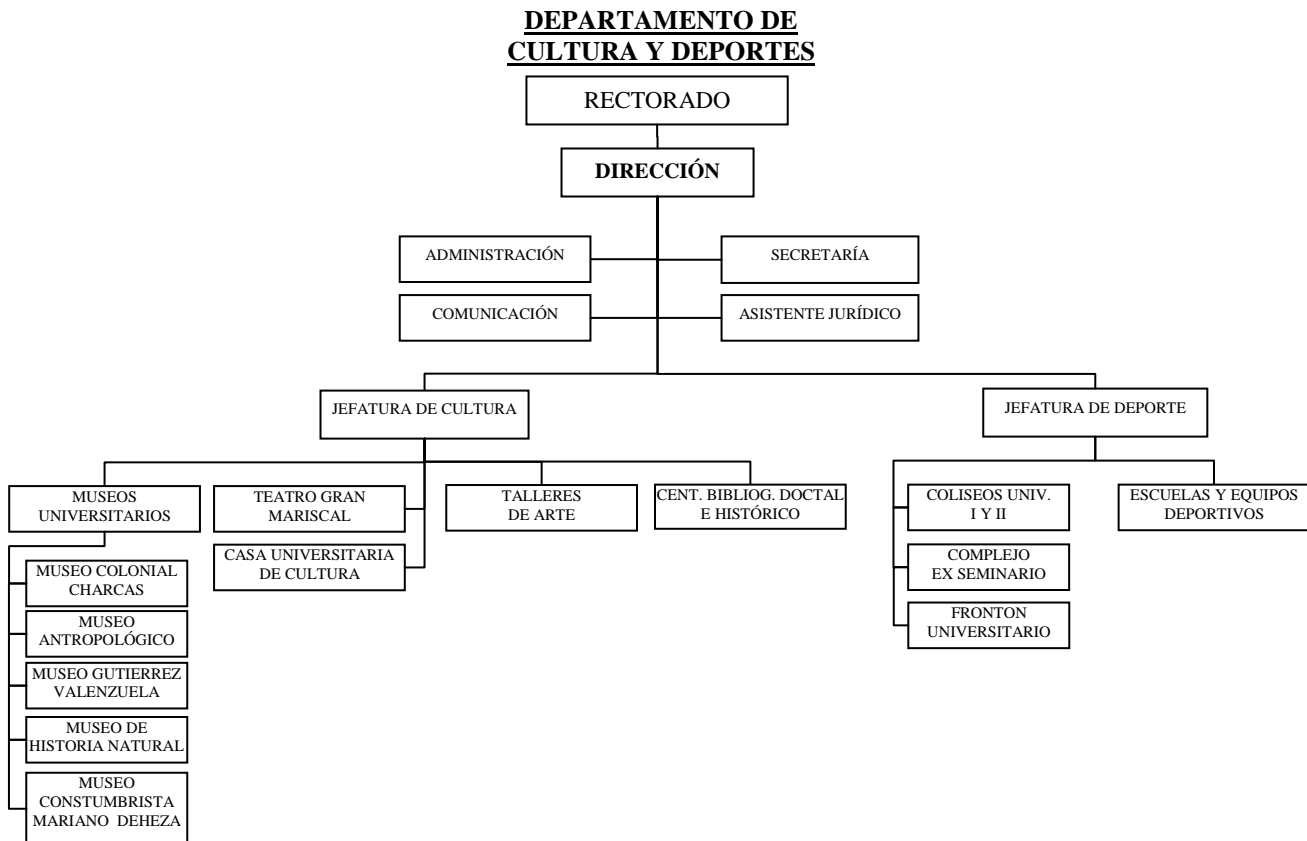 DEPARTAMENTO DE
CULTURA Y DEPORTES
RECTORADO
DIRECCIÓN
ADMINISTRACIÓN
SECRETARÍA
COMUNICACIÓN
ASISTENTE JURÍDICO
JEFATURA DE CULTURA
JEFATURA DE DEPORTE
MUSEOS
UNIVERSITARIOS
TEATRO GRAN
MARISCAL
TALLERES
DE ARTE
CENT. BIBLIOG. DOCTAL
E HISTÓRICO
COLISEOS UNIV.
I Y II
ESCUELAS Y EQUIPOS
DEPORTIVOS
CASA UNIVERSITARIA
DE CULTURA
COMPLEJO
EX SEMINARIO
FRONTON
UNIVERSITARIO
MUSEO COLONIAL
CHARCAS
MUSEO
ANTROPOLÓGICO
MUSEO GUTIERREZ
VALENZUELA
MUSEO DE
HISTORIA NATURAL
MUSEO
CONSTUMBRISTA
MARIANO DEHEZA